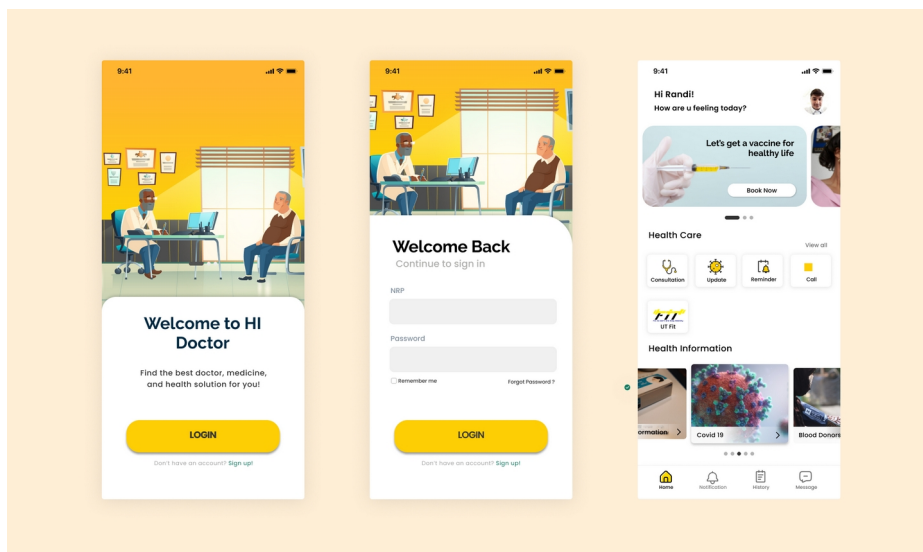 9:41
Welcome to HI
Doctor
Find the best doctor, medicine,
and health solution for you!
LOGIN
Don't have an account? Sign up!
9:41
Welcome Back
Continue to sign in
NRP
Password
Remember me
Forgot Password ?
LOGIN
Don't have an account? Sign up!
9:41
Hi Randi!
How are u feeling today?
Let's get a vaccine for
healthy life
Book Now
Health Care
View all
Consultation
Update
Reminder
Call
FIT
UT Fit
Health Information
ormation
Covid 19
Blood Donors
Home
Notification
History
Message